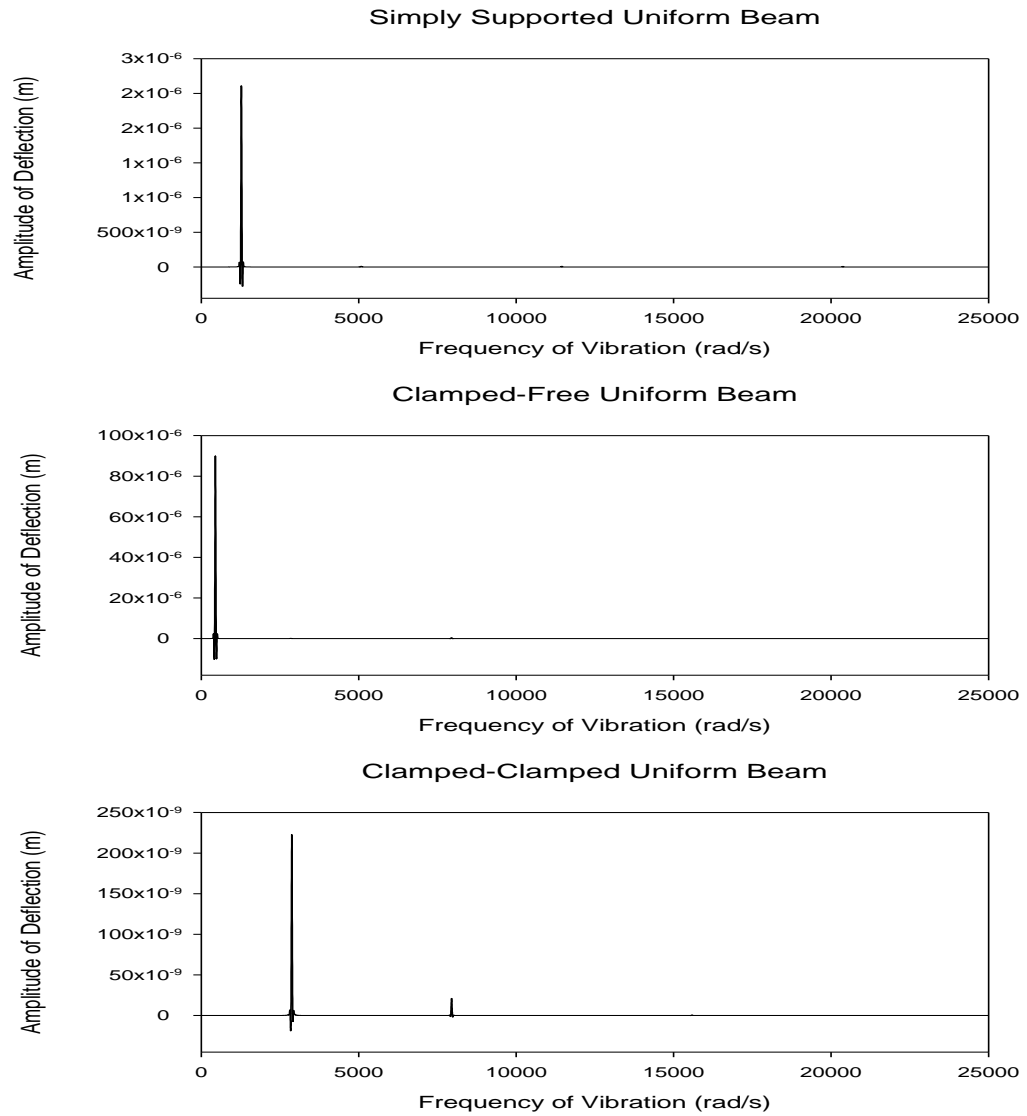 Simply Supported Uniform Beam
Amplitude of Deflection (m)
3x10⁻⁶
2x10⁻⁶
2x10⁻⁶
1x10⁻⁶
1x10⁻⁶
500x10⁻⁹
0
0 5000 10000 15000 20000 25000
Frequency of Vibration (rad/s)
Clamped-Free Uniform Beam
Amplitude of Deflection (m)
100x10⁻⁶
80x10⁻⁶
60x10⁻⁶
40x10⁻⁶
20x10⁻⁶
0
0 5000 10000 15000 20000 25000
Frequency of Vibration (rad/s)
Clamped-Clamped Uniform Beam
Amplitude of Deflection (m)
250x10⁻⁹
200x10⁻⁹
150x10⁻⁹
100x10⁻⁹
50x10⁻⁹
0
0 5000 10000 15000 20000 25000
Frequency of Vibration (rad/s)